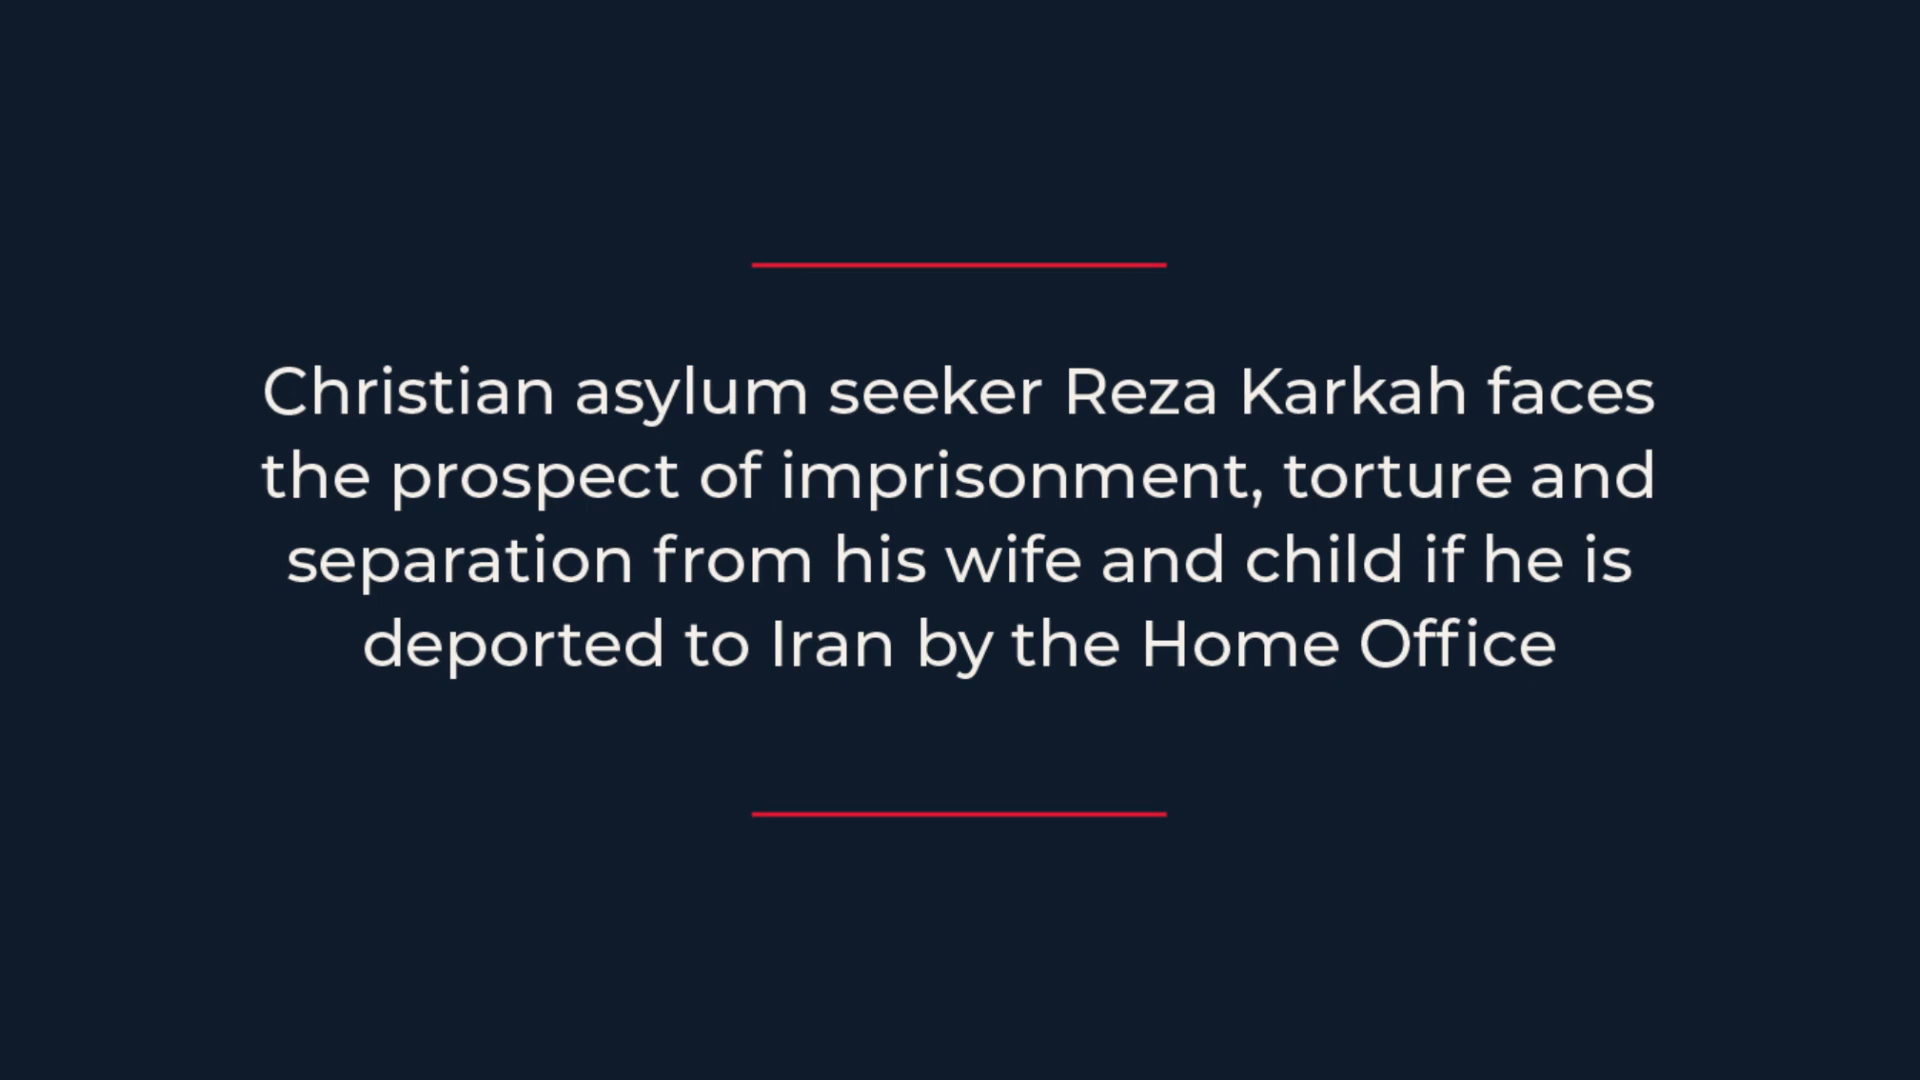 Christian asylum seeker Reza Karkah faces
the prospect of imprisonment, torture and
separation from his wife and child if he is
deported to Iran by the Home Office